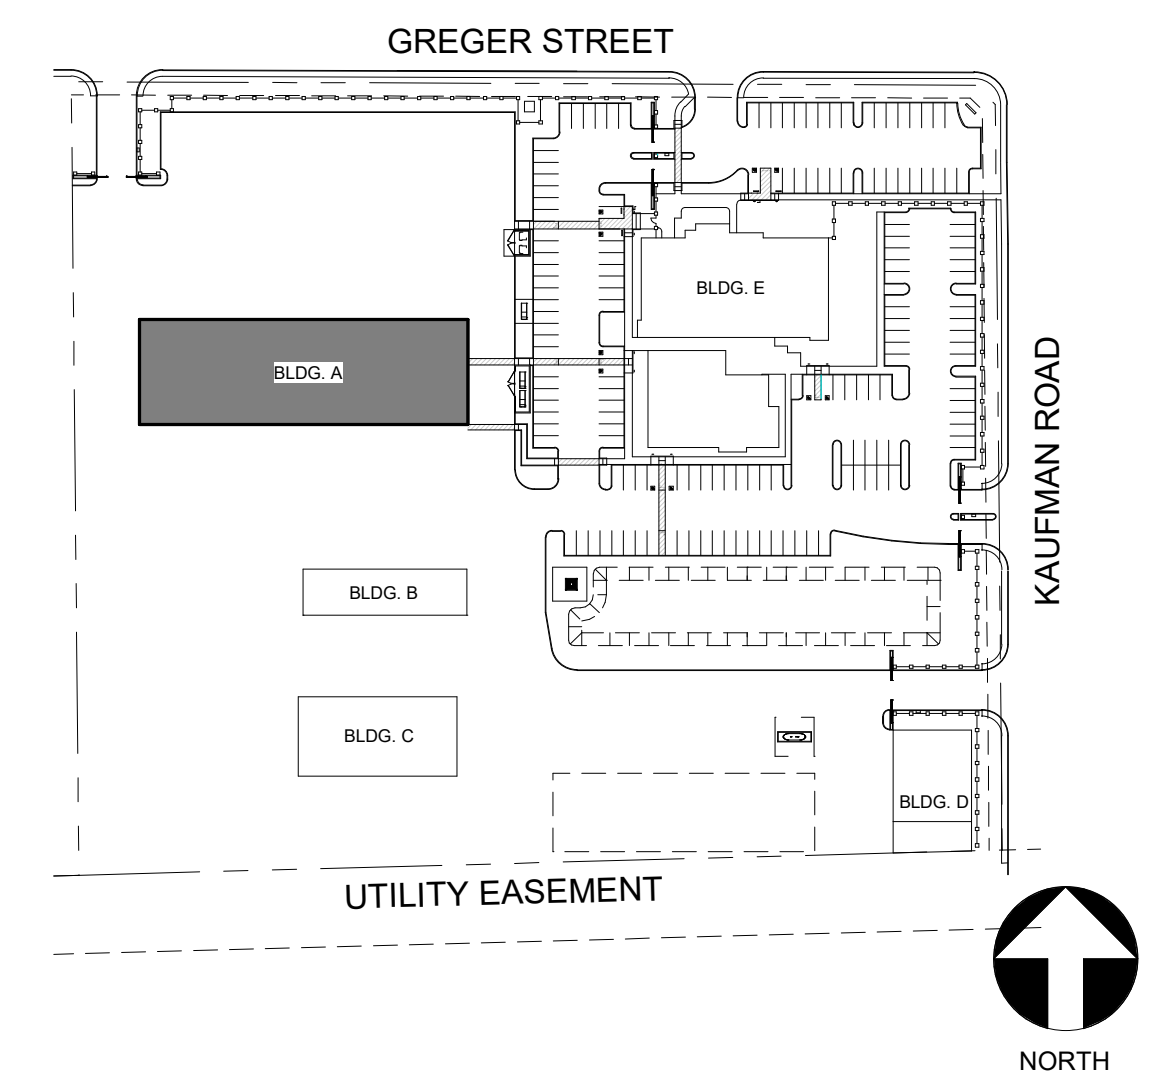 GREGER STREET
BLDG. E
KAUFMAN ROAD
BLDG. A
BLDG. B
BLDG. C
BLDG. D
UTILITY EASEMENT
NORTH